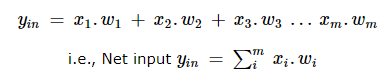 y_in = x_1.w_1 + x_2.w_2 + x_3.w_3 … x_m.w_m
i.e., Net input y_in = ∑_i^m x_i.w_i